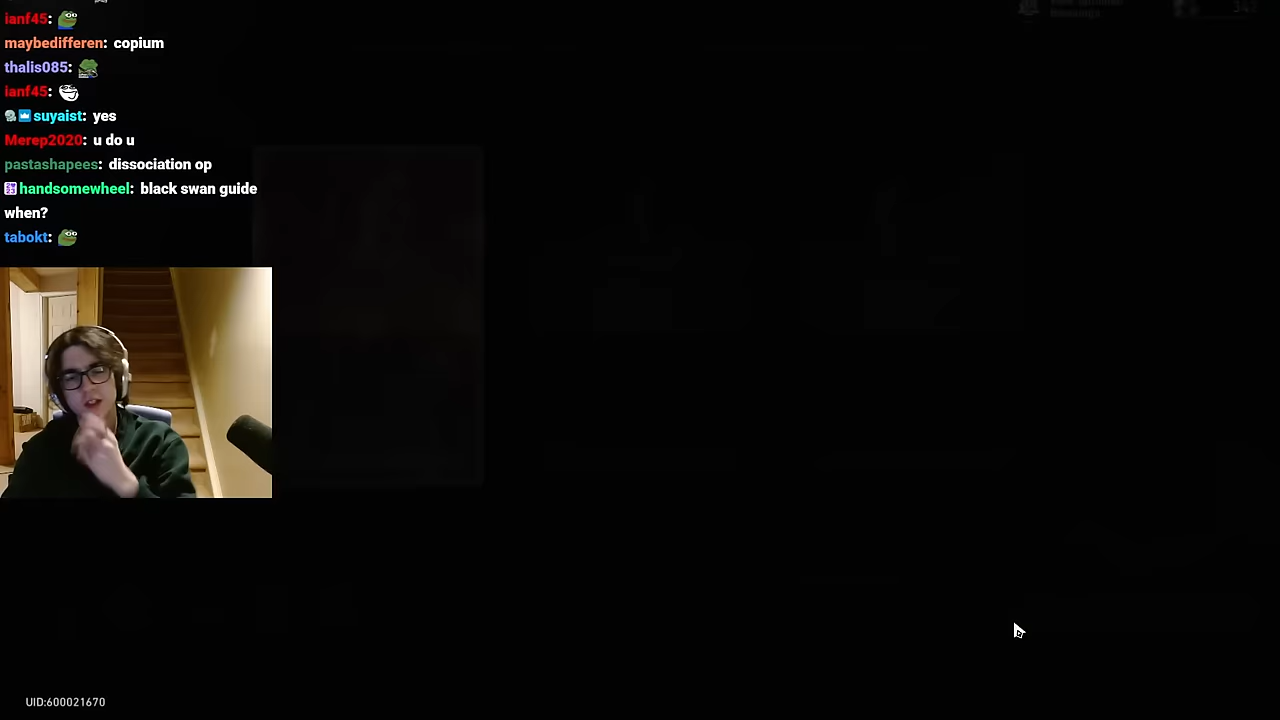 ianf45:
maybedifferen: copium
thalis085:
ianf45:
suyaist: yes
Merep2020: u do u
pastashapees: dissociation op
handsomewheel: black swan guide
when?
tabokt:
UID:600021670